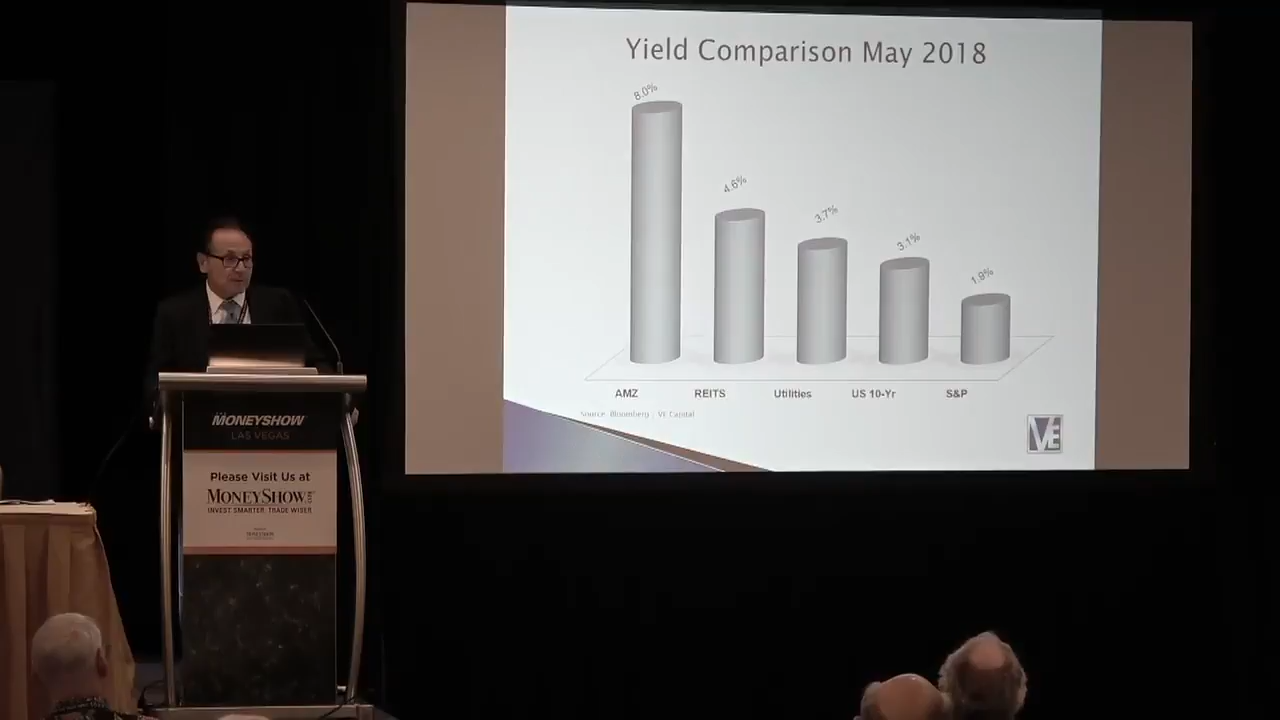 Yield Comparison May 2018
8.0%
4.6%
3.7%
3.1%
1.9%
AMZ REITS Utilities US 10-Yr S&P
Source: Bloomberg , VE Capital
VE
MONEYSHOW
LAS VEGAS
Please Visit Us at
MONEYSHOW.COM
INVEST SMARTER, TRADE WISER